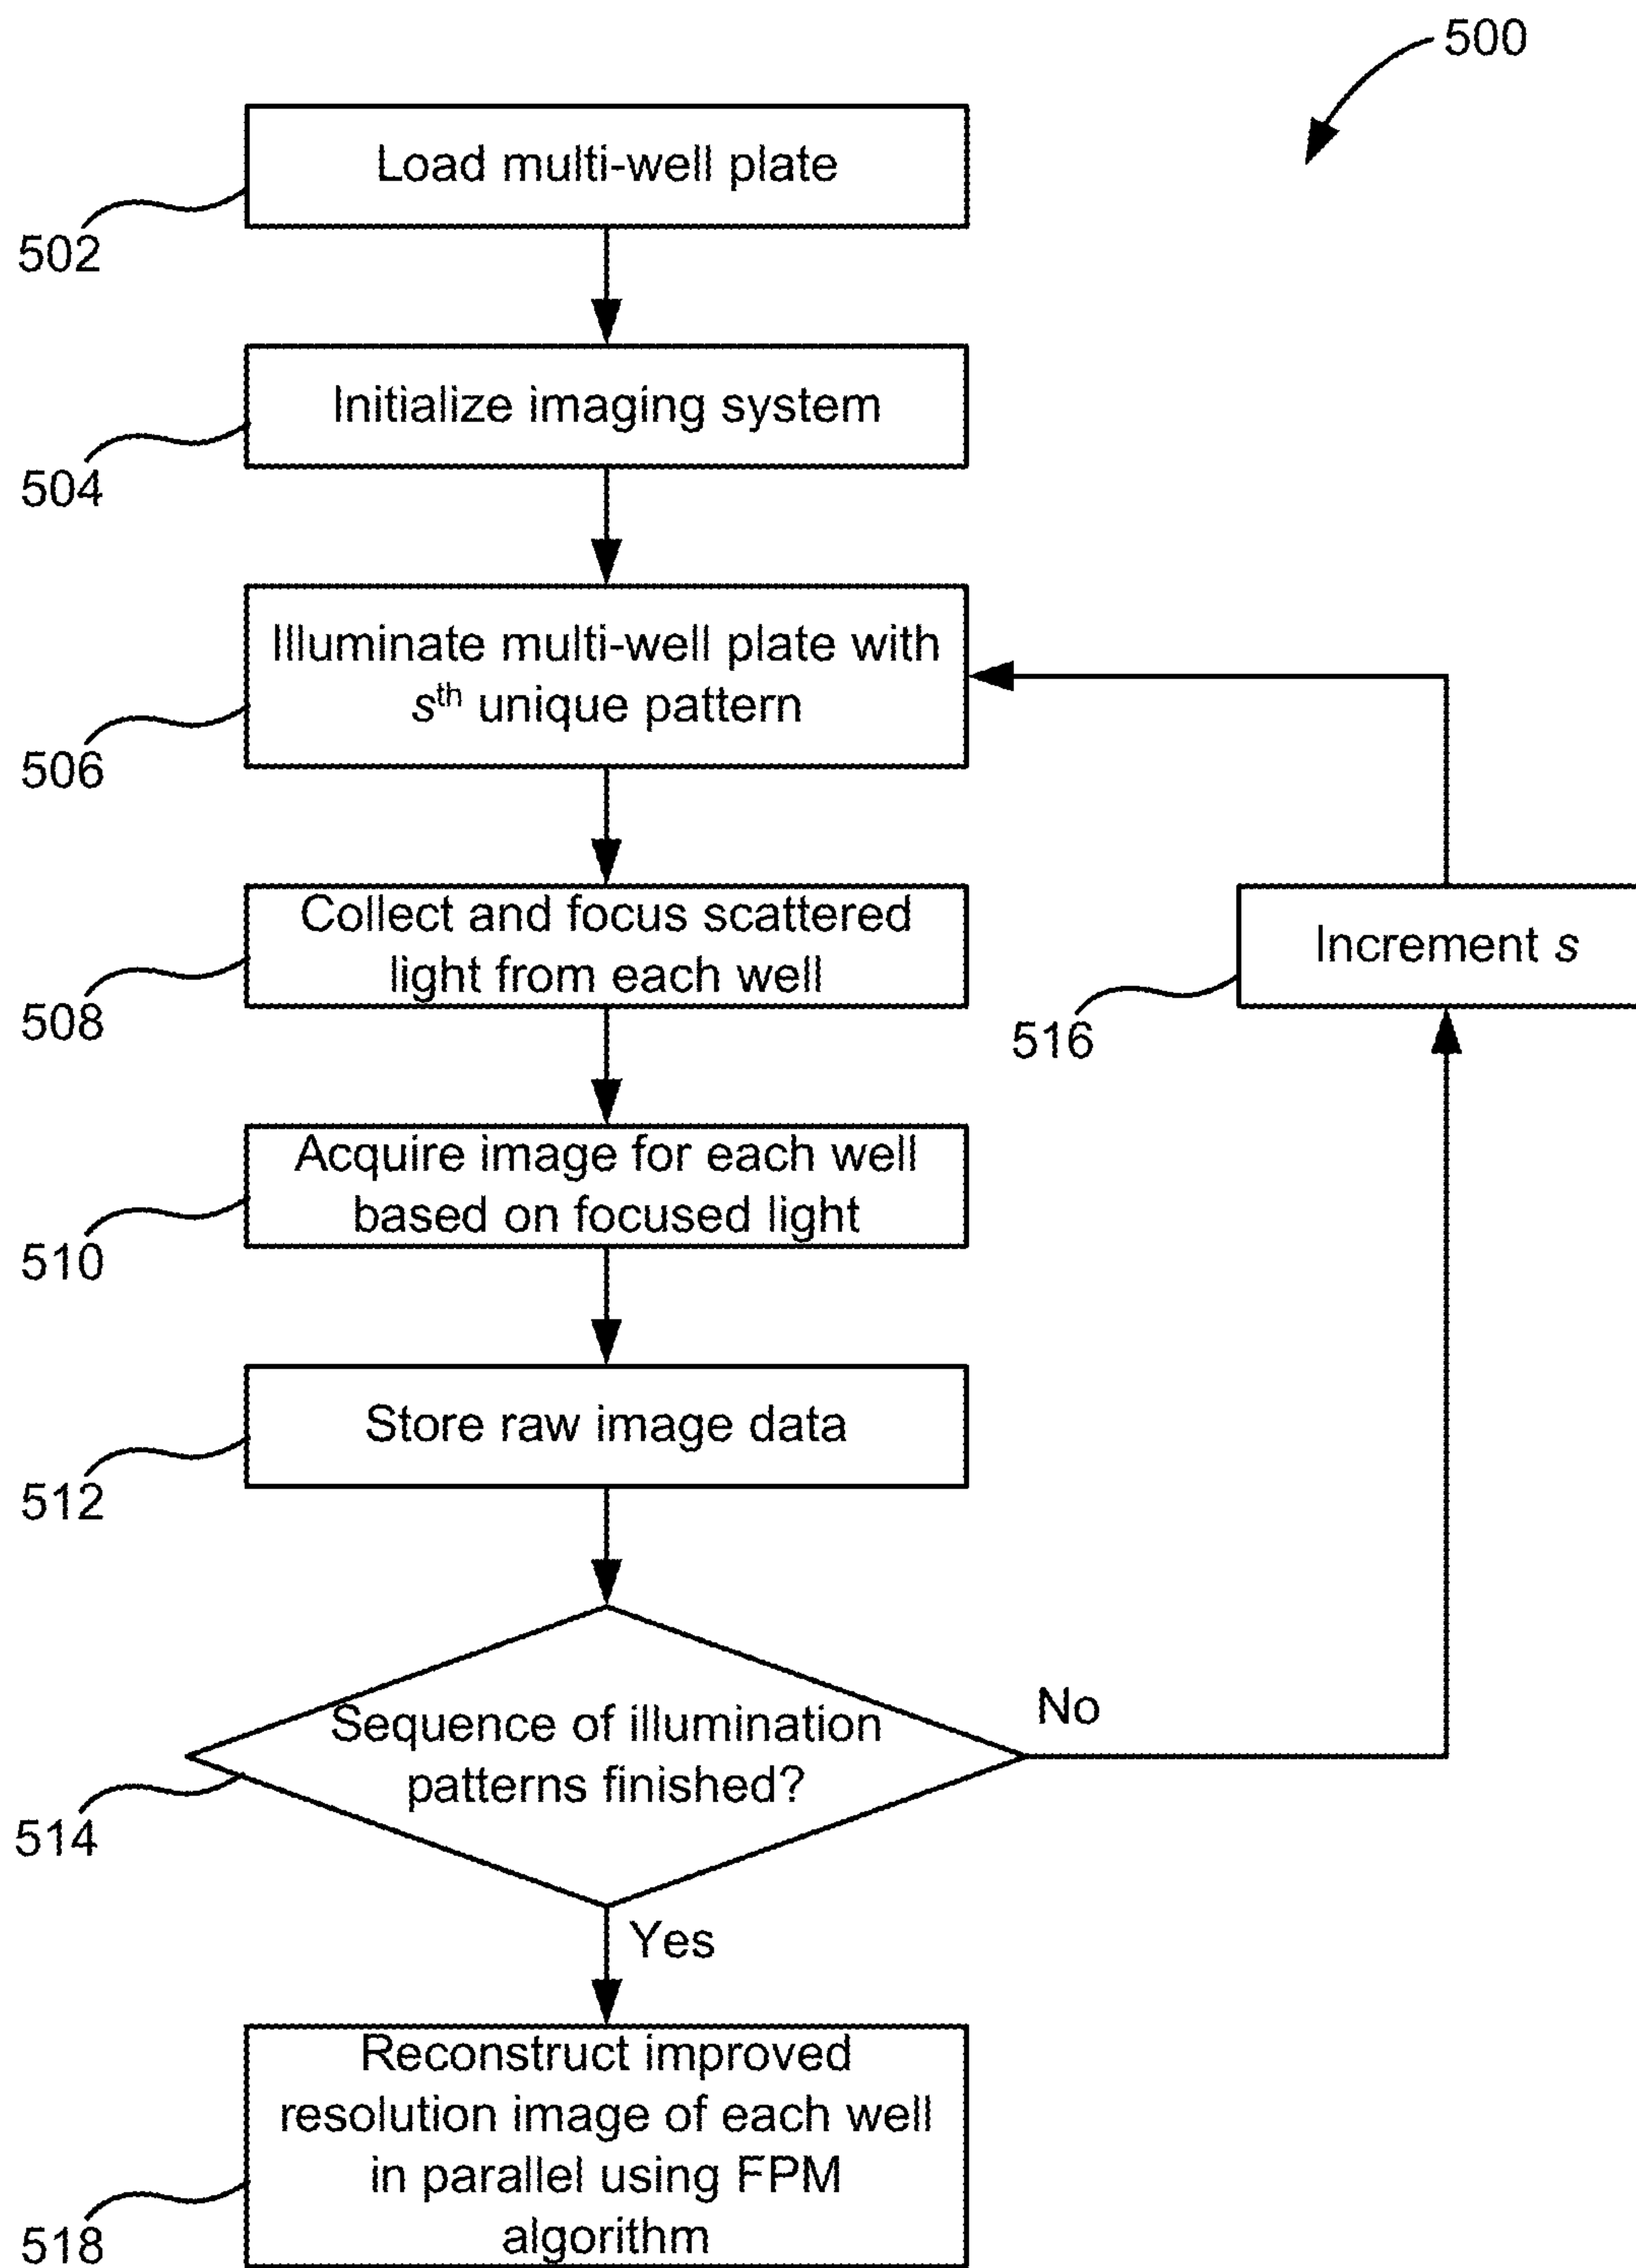 500
Load multi-well plate
502
Initialize imaging system
504
Illuminate multi-well plate with
sth unique pattern
506
Collect and focus scattered
light from each well
508
Increment s
516
Acquire image for each well
based on focused light
510
Store raw image data
512
Sequence of illumination
patterns finished?
No
514
Yes
Reconstruct improved
resolution image of each well
in parallel using FPM
algorithm
518